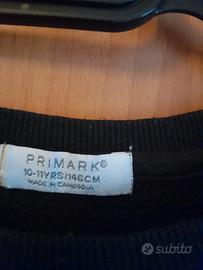 PRIMARK®
10-11YRS/146CM
MADE IN CAMBODIA
subito